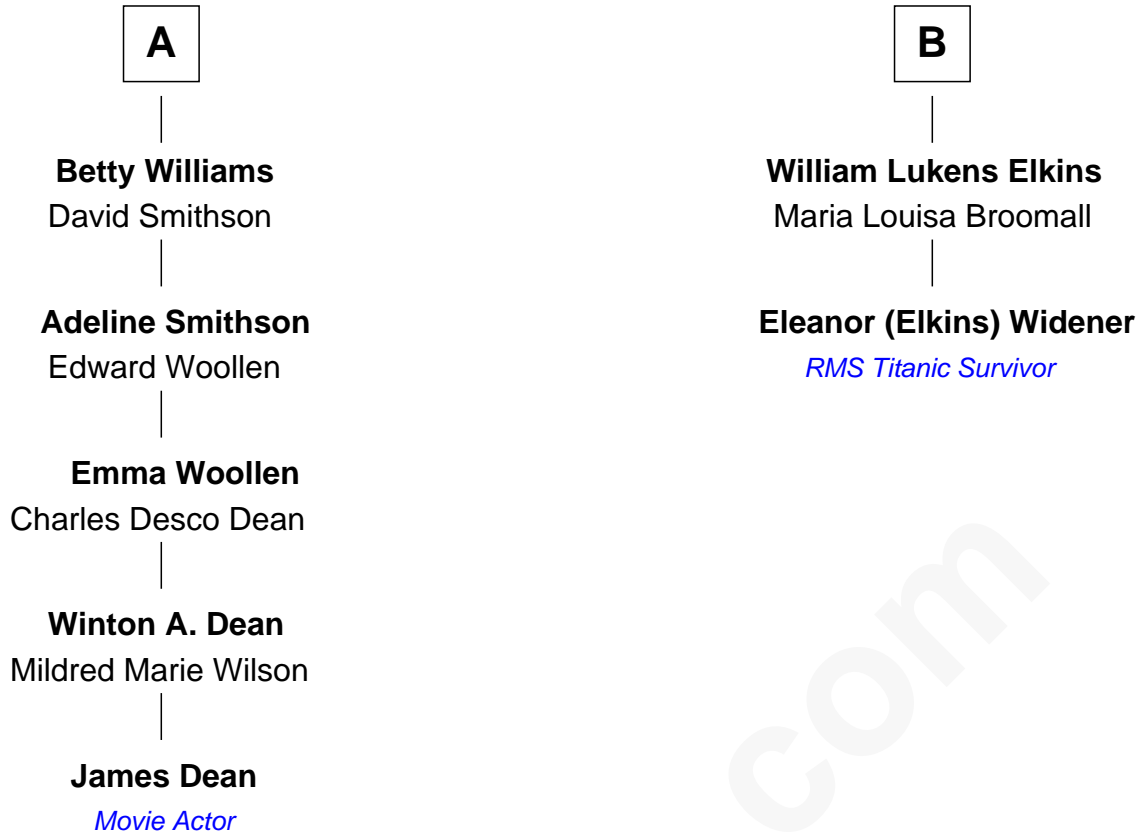 A
Betty Williams
David Smithson
Adeline Smithson
Edward Woollen
Emma Woollen
Charles Desco Dean
Winton A. Dean
Mildred Marie Wilson
James Dean
Movie Actor
B
William Lukens Elkins
Maria Louisa Broomall
Eleanor (Elkins) Widener
RMS Titanic Survivor
com